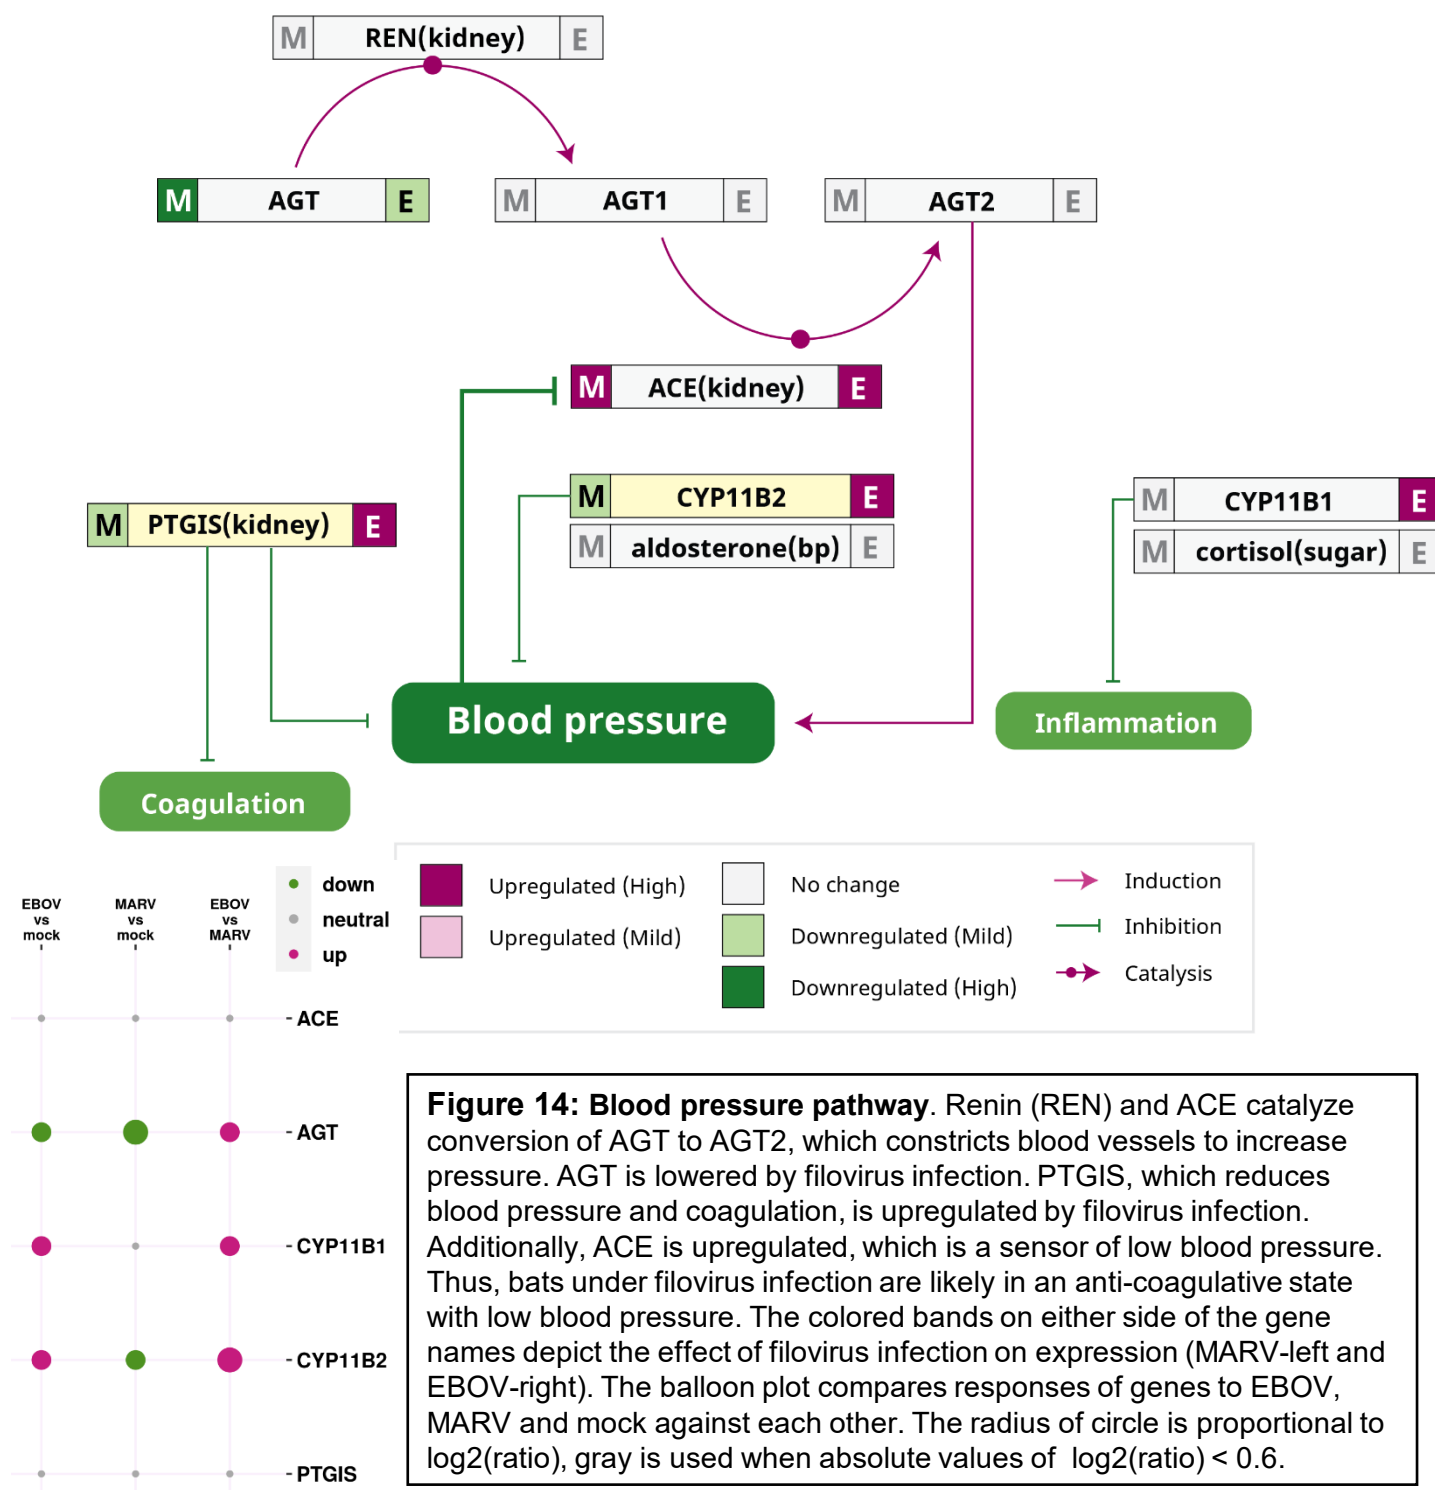 M REN(kidney) E
M AGT E
M AGT1 E
M AGT2 E
M ACE(kidney) E
M CYP11B2 E
M aldosterone(bp) E
M PTGIS(kidney) E
M CYP11B1 E
M cortisol(sugar) E
Blood pressure
Inflammation
Coagulation
EBOV
vs
mock
MARV
vs
mock
EBOV
vs
MARV
down
neutral
up
ACE
AGT
CYP11B1
CYP11B2
PTGIS
Upregulated (High)
Upregulated (Mild)
No change
Downregulated (Mild)
Downregulated (High)
Induction
Inhibition
Catalysis
Figure 14: Blood pressure pathway. Renin (REN) and ACE catalyze
conversion of AGT to AGT2, which constricts blood vessels to increase
pressure. AGT is lowered by filovirus infection. PTGIS, which reduces
blood pressure and coagulation, is upregulated by filovirus infection.
Additionally, ACE is upregulated, which is a sensor of low blood pressure.
Thus, bats under filovirus infection are likely in an anti-coagulative state
with low blood pressure. The colored bands on either side of the gene
names depict the effect of filovirus infection on expression (MARV-left and
EBOV-right). The balloon plot compares responses of genes to EBOV,
MARV and mock against each other. The radius of circle is proportional to
log2(ratio), gray is used when absolute values of log2(ratio) < 0.6.